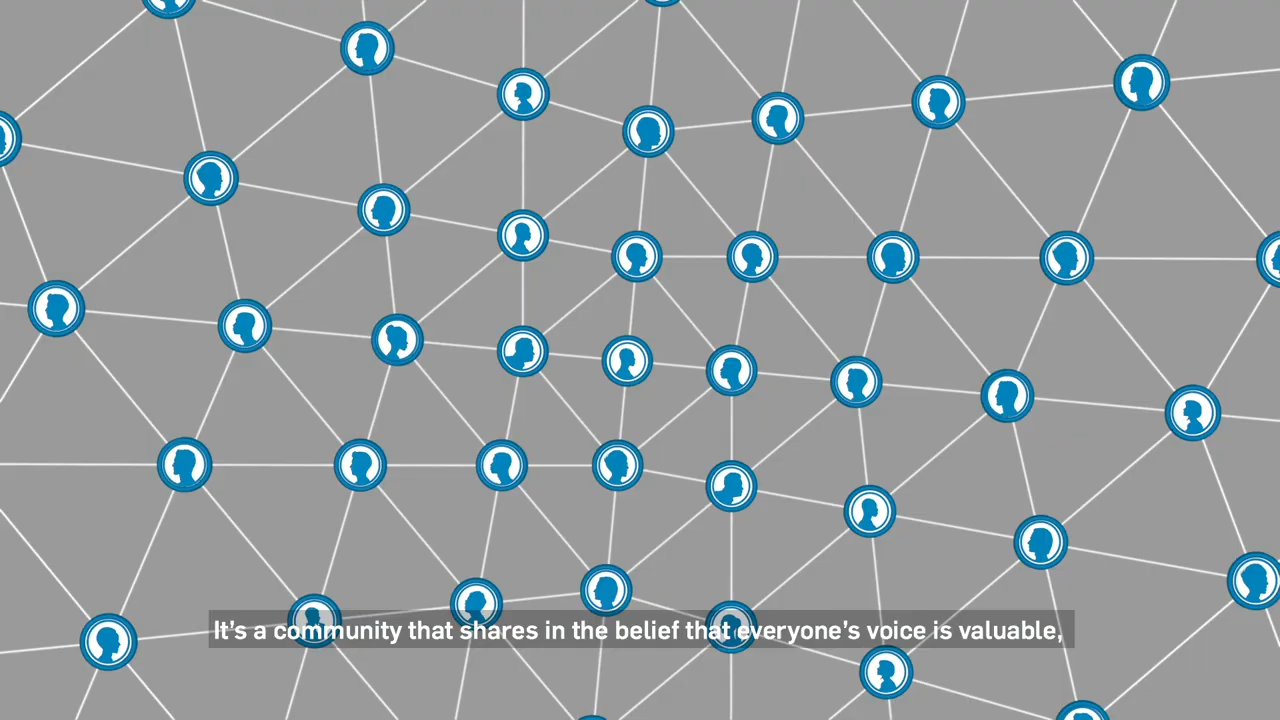 It's a community that shares in the belief that everyone's voice is valuable,